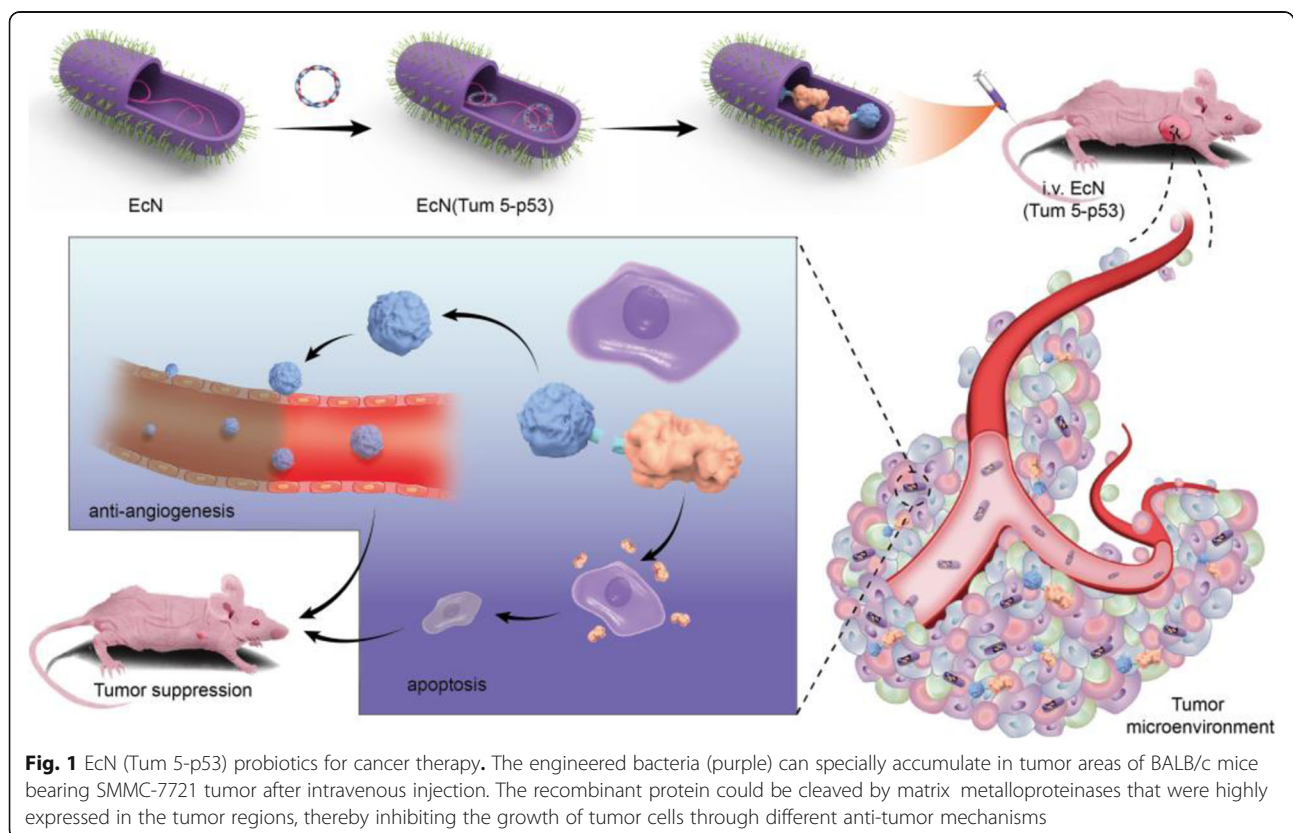 EcN
EcN(Tum 5-p53)
i.v. EcN
(Tum 5-p53)
anti-angiogenesis
apoptosis
Tumor suppression
Tumor
microenvironment
Fig. 1 EcN (Tum 5-p53) probiotics for cancer therapy. The engineered bacteria (purple) can specially accumulate in tumor areas of BALB/c mice
bearing SMMC-7721 tumor after intravenous injection. The recombinant protein could be cleaved by matrix metalloproteinases that were highly
expressed in the tumor regions, thereby inhibiting the growth of tumor cells through different anti-tumor mechanisms